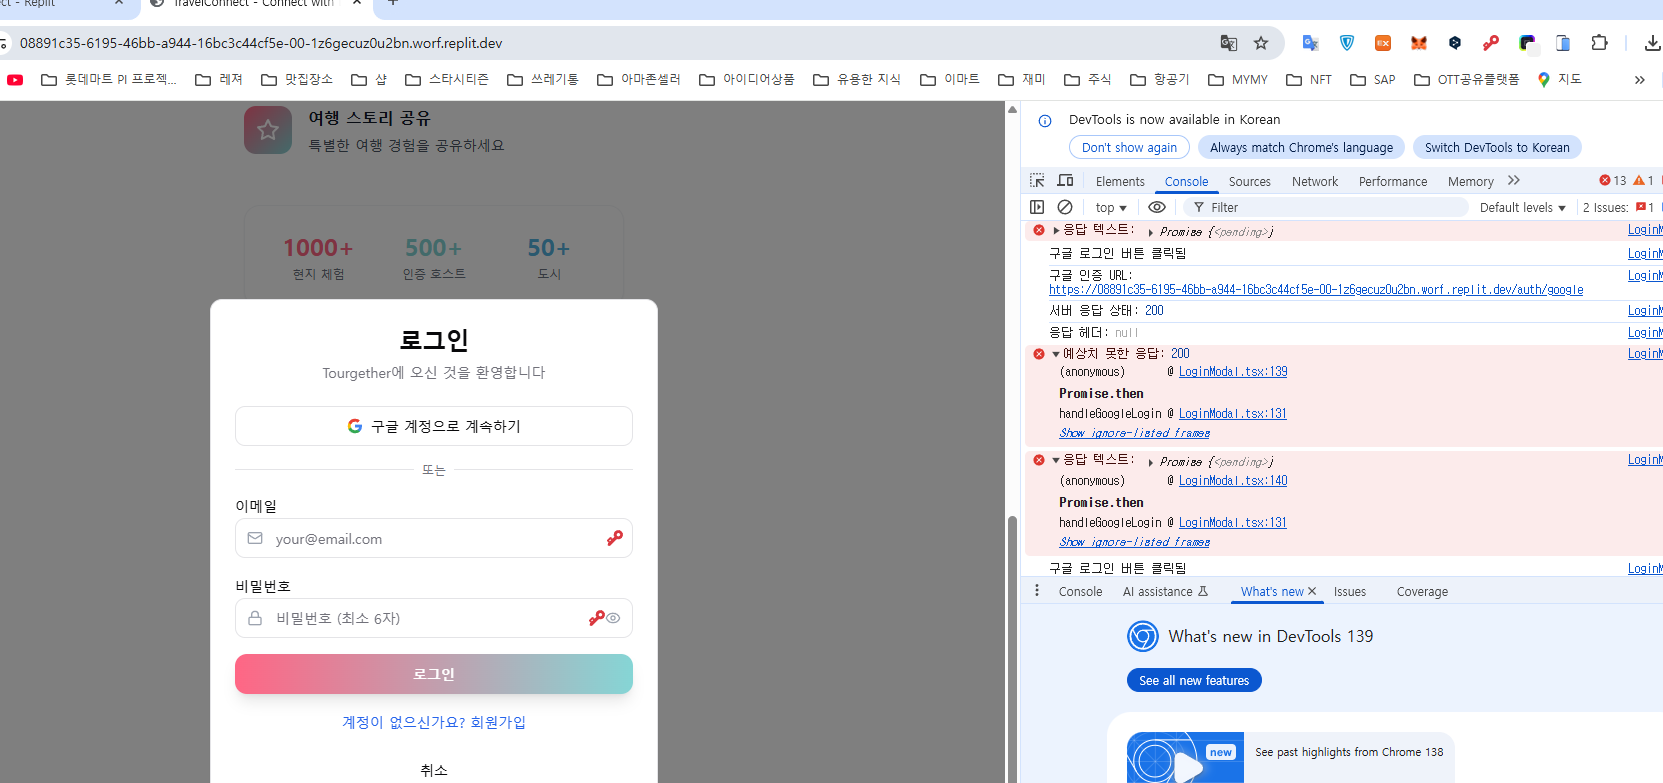 ct - Replit
TravelConnect - Connect with
08891c35-6195-46bb-a944-16bc3c44cf5e-00-1z6gecuz0u2bn.worf.replit.dev
롯데마트 PI 프로젝... 레져 맛집장소 샵 스타시티즌 쓰레기통 아마존셀러 아이디어상품 유용한 지식 이마트 재미 주식 항공기 MYMY NFT SAP OTT공유플랫폼 지도
여행 스토리 공유
특별한 여행 경험을 공유하세요
1000+ 500+ 50+
현지 체험 인증 호스트 도시
로그인
Tourgether에 오신 것을 환영합니다
구글 계정으로 계속하기
또는
이메일
your@email.com
비밀번호
비밀번호 (최소 6자)
로그인
계정이 없으신가요? 회원가입
취소
DevTools is now available in Korean
Don't show again Always match Chrome's language Switch DevTools to Korean
Elements Console Sources Network Performance Memory 13 1
top Filter Default levels 2 Issues: 1
응답 텍스트: Promise {<pending>} LoginM
구글 로그인 버튼 클릭됨 LoginM
구글 인증 URL: LoginM
https://08891c35-6195-46bb-a944-16bc3c44cf5e-00-1z6gecuz0u2bn.worf.replit.dev/auth/google
서버 응답 상태: 200 LoginM
응답 헤더: null LoginM
예상치 못한 응답: 200 LoginM
(anonymous) @ LoginModal.tsx:139
Promise.then
handleGoogleLogin @ LoginModal.tsx:131
Show ignore-listed frames
응답 텍스트: Promise {<pending>} LoginM
(anonymous) @ LoginModal.tsx:140
Promise.then
handleGoogleLogin @ LoginModal.tsx:131
Show ignore-listed frames
구글 로그인 버튼 클릭됨 LoginM
Console AI assistance What's new Issues Coverage
What's new in DevTools 139
See all new features
new
See past highlights from Chrome 138